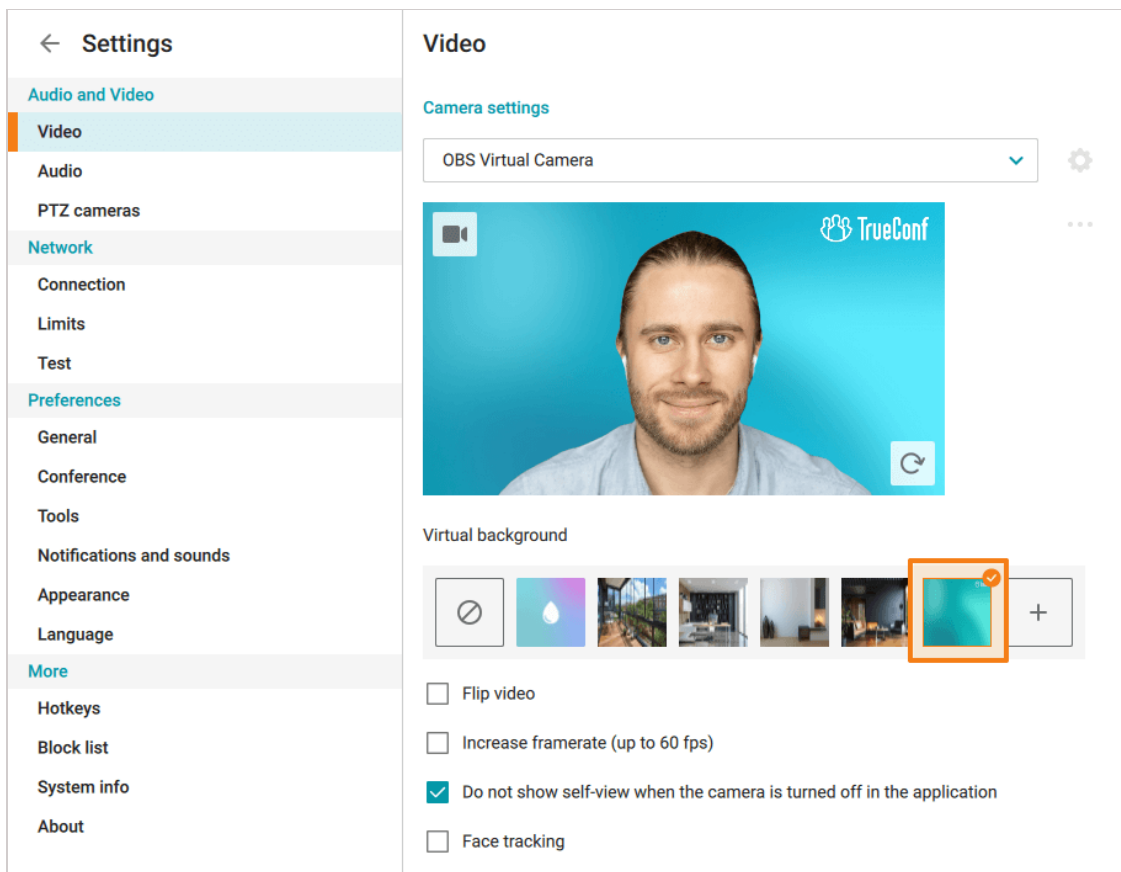 Settings
Audio and Video
Video
Audio
PTZ cameras
Network
Connection
Limits
Test
Preferences
General
Conference
Tools
Notifications and sounds
Appearance
Language
More
Hotkeys
Block list
System info
About
Video
Camera settings
OBS Virtual Camera
TrueConf
Virtual background
Flip video
Increase framerate (up to 60 fps)
Do not show self-view when the camera is turned off in the application
Face tracking